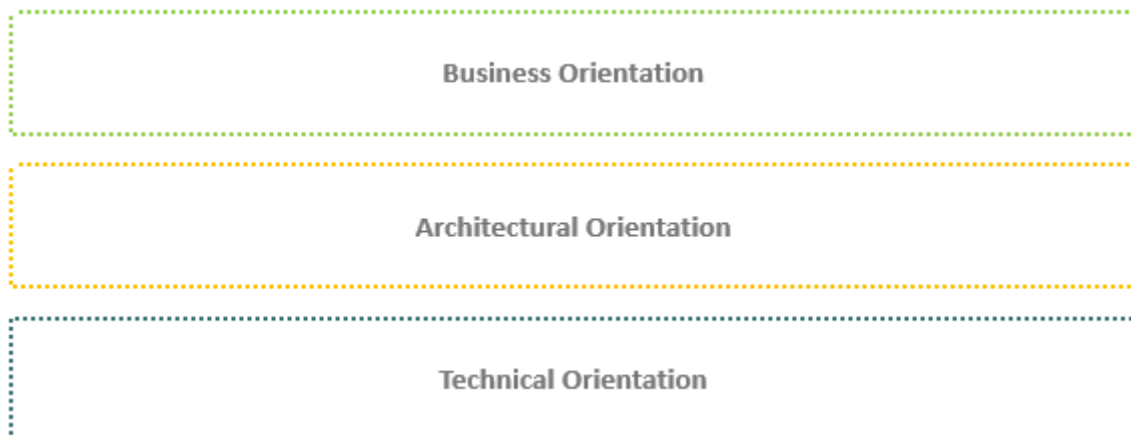 Business Orientation
Architectural Orientation
Technical Orientation